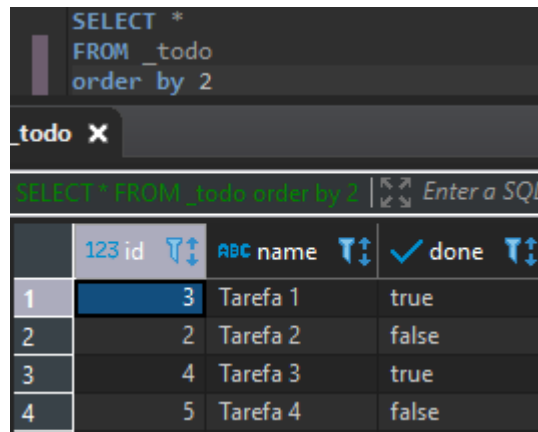 SELECT *
FROM _todo
order by 2
_todo X
SELECT * FROM _todo order by 2 Enter a SQL
123 id ABC name done
1 3 Tarefa 1 true
2 2 Tarefa 2 false
3 4 Tarefa 3 true
4 5 Tarefa 4 false